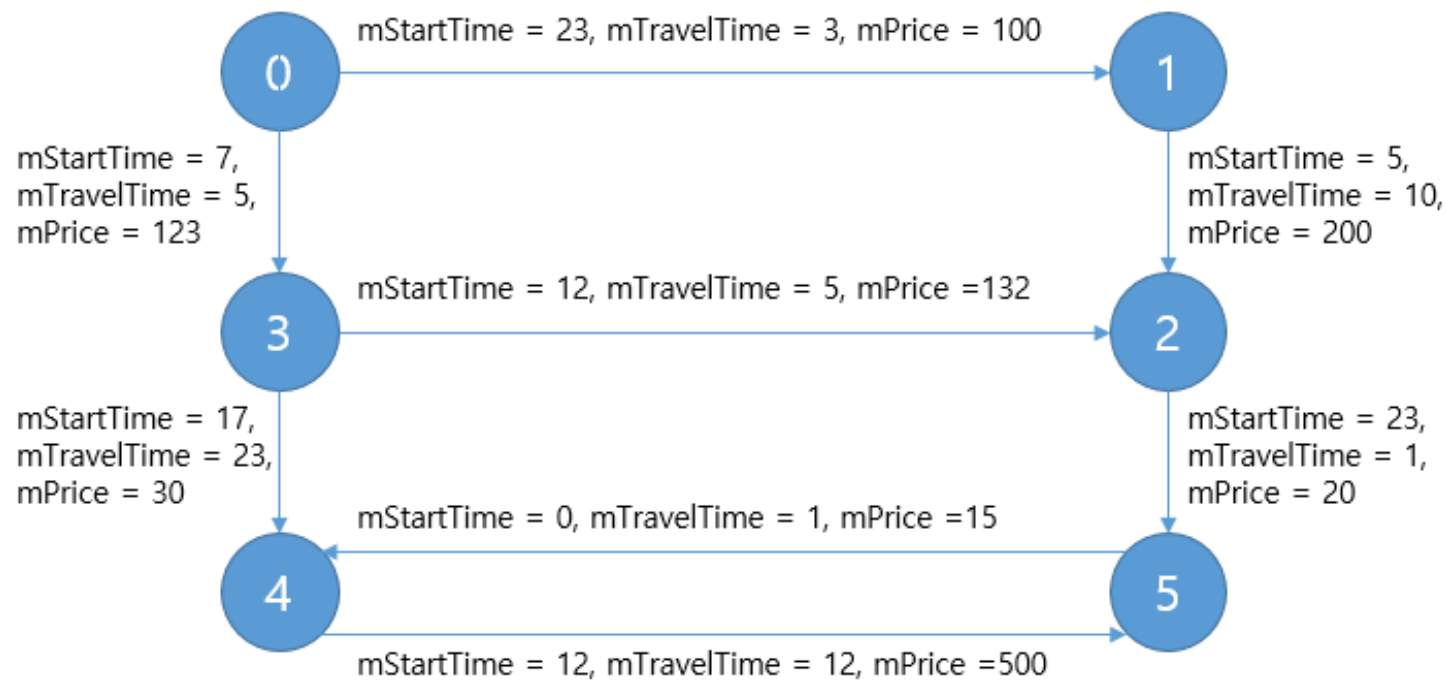 mStartTime = 23, mTravelTime = 3, mPrice = 100
0
1
mStartTime = 7,
mTravelTime = 5,
mPrice = 123
mStartTime = 5,
mTravelTime = 10,
mPrice = 200
mStartTime = 12, mTravelTime = 5, mPrice =132
3
2
mStartTime = 17,
mTravelTime = 23,
mPrice = 30
mStartTime = 23,
mTravelTime = 1,
mPrice = 20
mStartTime = 0, mTravelTime = 1, mPrice =15
4
5
mStartTime = 12, mTravelTime = 12, mPrice =500